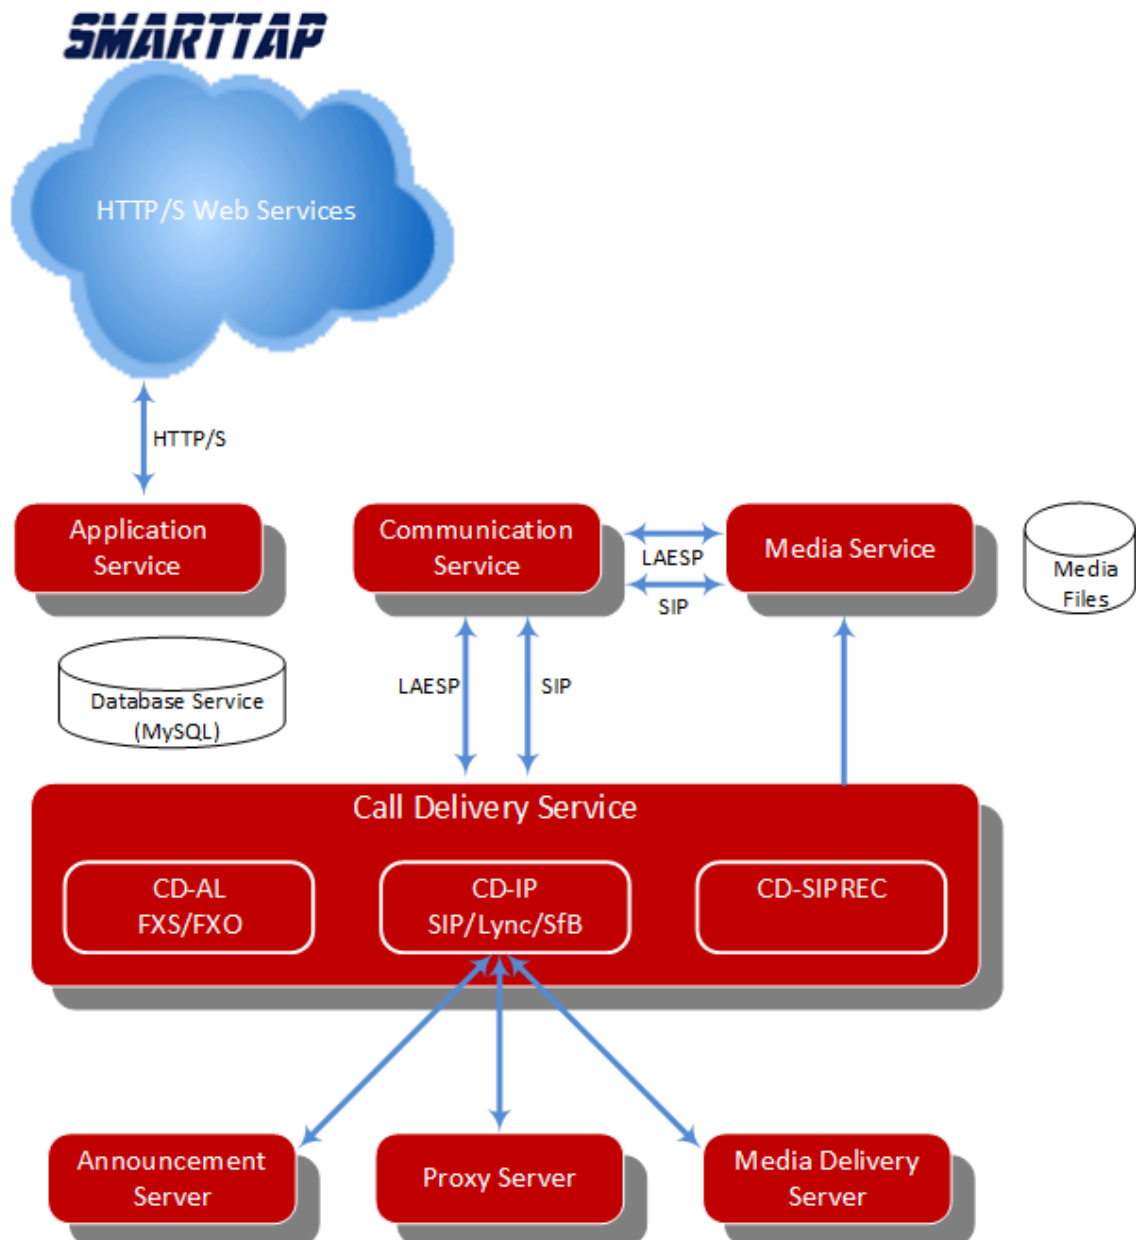 SMARTTAP
HTTP/S Web Services
HTTP/S
Application
Service
Communication
Service
LAESP
SIP
Media Service
Media
Files
Database Service
(MySQL)
LAESP
SIP
Call Delivery Service
CD-AL
FXS/FXO
CD-IP
SIP/Lync/SfB
CD-SIPREC
Announcement
Server
Proxy Server
Media Delivery
Server